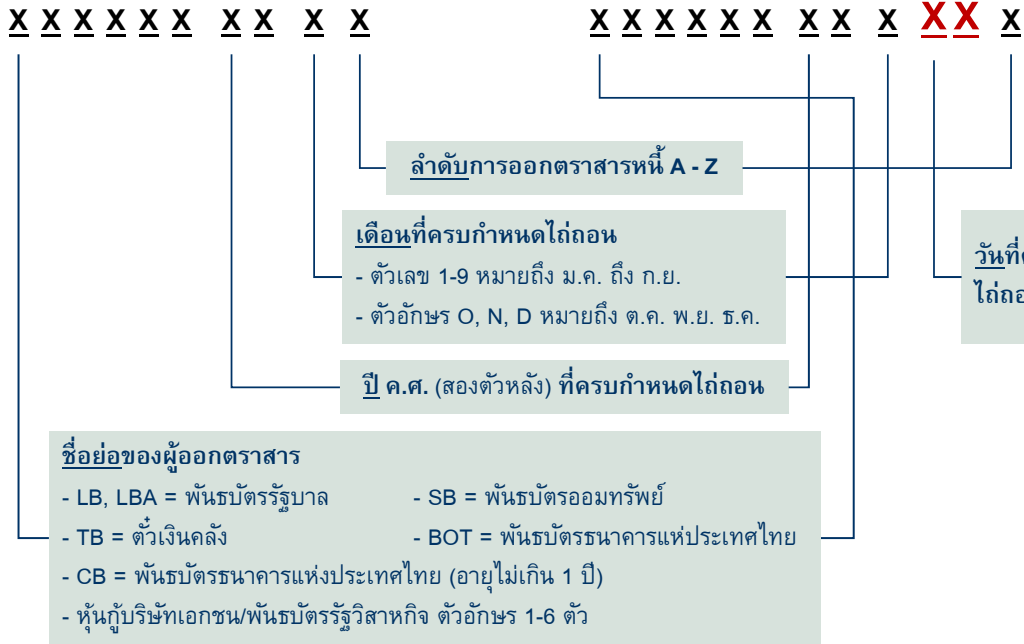 X X X X X X X X X X X X X X X X X X X X X X
ลำดับการออกตราสารหนี้ A - Z
เดือนที่ครบกำหนดไถ่ถอน
- ตัวเลข 1-9 หมายถึง ม.ค. ถึง ก.ย.
- ตัวอักษร O, N, D หมายถึง ต.ค. พ.ย. ธ.ค.
วันที่
ไถ่ถอ
ปี ค.ศ. (สองตัวหลัง) ที่ครบกำหนดไถ่ถอน
ชื่อย่อของผู้ออกตราสาร
- LB, LBA = พันธบัตรรัฐบาล - SB = พันธบัตรออมทรัพย์
- TB = ตั๋วเงินคลัง - BOT = พันธบัตรธนาคารแห่ประเทศไทย
- CB = พันธบัตรธนาคารแห่งประเทศไทย (อายุไม่เกิน 1 ปี)
- หุ้นกู้บริษัทเอกชน/พันธบัตรรัฐวิสาหกิจ ตัวอักษร 1-6 ตัว